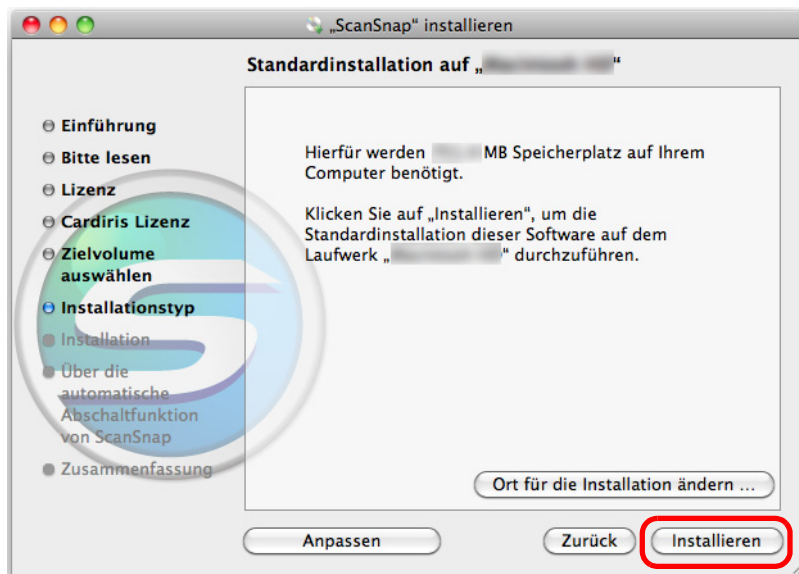 „ScanSnap“ installieren
Standardinstallation auf „ “
Einführung
Bitte lesen
Lizenz
Cardiris Lizenz
Zielvolume
auswählen
Installationstyp
Installation
Über die
automatische
Abschaltfunktion
von ScanSnap
Zusammenfassung
Hierfür werden MB Speicherplatz auf Ihrem
Computer benötigt.
Klicken Sie auf „Installieren“, um die
Standardinstallation dieser Software auf dem
Laufwerk „ “ durchzuführen.
Ort für die Installation ändern ...
Anpassen
Zurück
Installieren